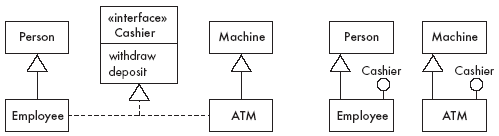 «interface»
Cashier
withdraw
deposit
Person
Machine
Employee
ATM
Person
Machine
Cashier
Cashier
Employee
ATM